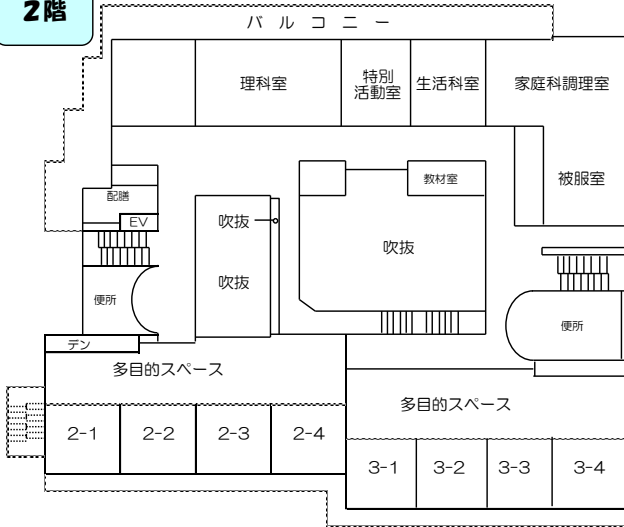 2階
バルコニー
理科室
特別
活動室
生活科室
家庭科調理室
配膳
EV
吹抜
教材室
被服室
吹抜
吹抜
便所
便所
デン
多目的スペース
多目的スペース
2-1
2-2
2-3
2-4
3-1
3-2
3-3
3-4